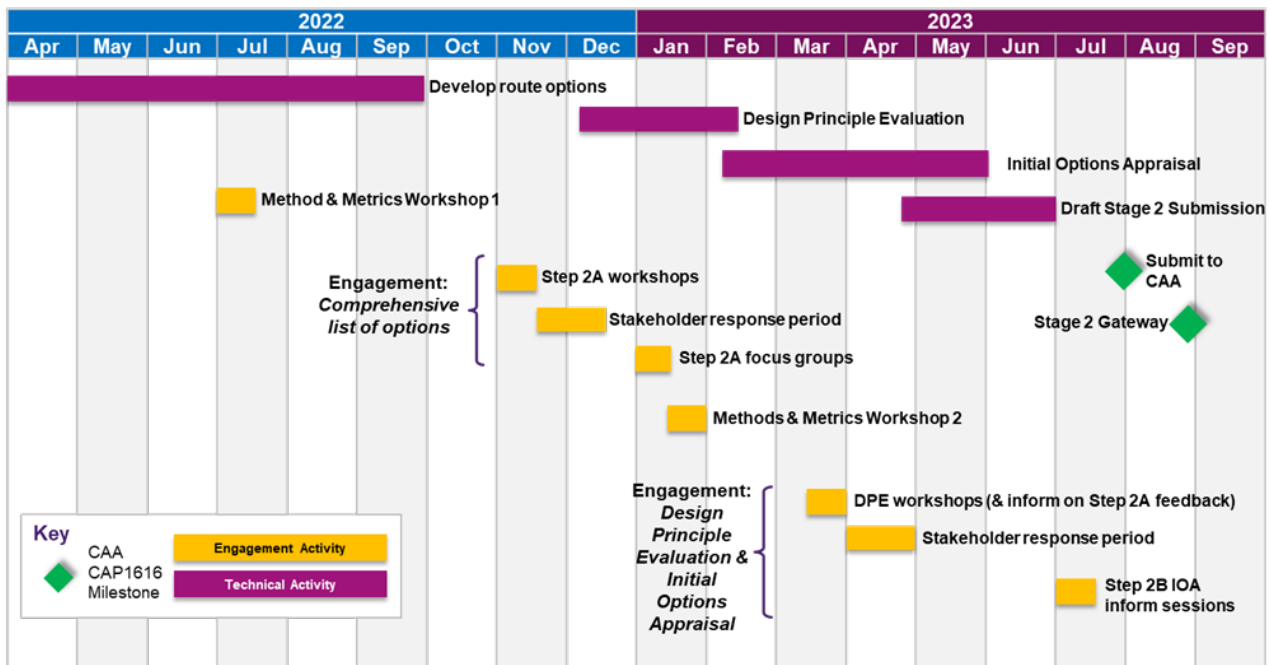 2022 2023
Apr May Jun Jul Aug Sep Oct Nov Dec Jan Feb Mar Apr May Jun Jul Aug Sep
Develop route options
Design Principle Evaluation
Initial Options Appraisal
Method & Metrics Workshop 1
Draft Stage 2 Submission
Engagement:
Comprehensive
list of options
Step 2A workshops
Stakeholder response period
Step 2A focus groups
Submit to
CAA
Stage 2 Gateway
Methods & Metrics Workshop 2
Engagement:
Design
Principle
Evaluation &
Initial
Options
Appraisal
DPE workshops (& inform on Step 2A feedback)
Stakeholder response period
Step 2B IOA
inform sessions
Key
CAA
CAP1616
Milestone
Engagement Activity
Technical Activity